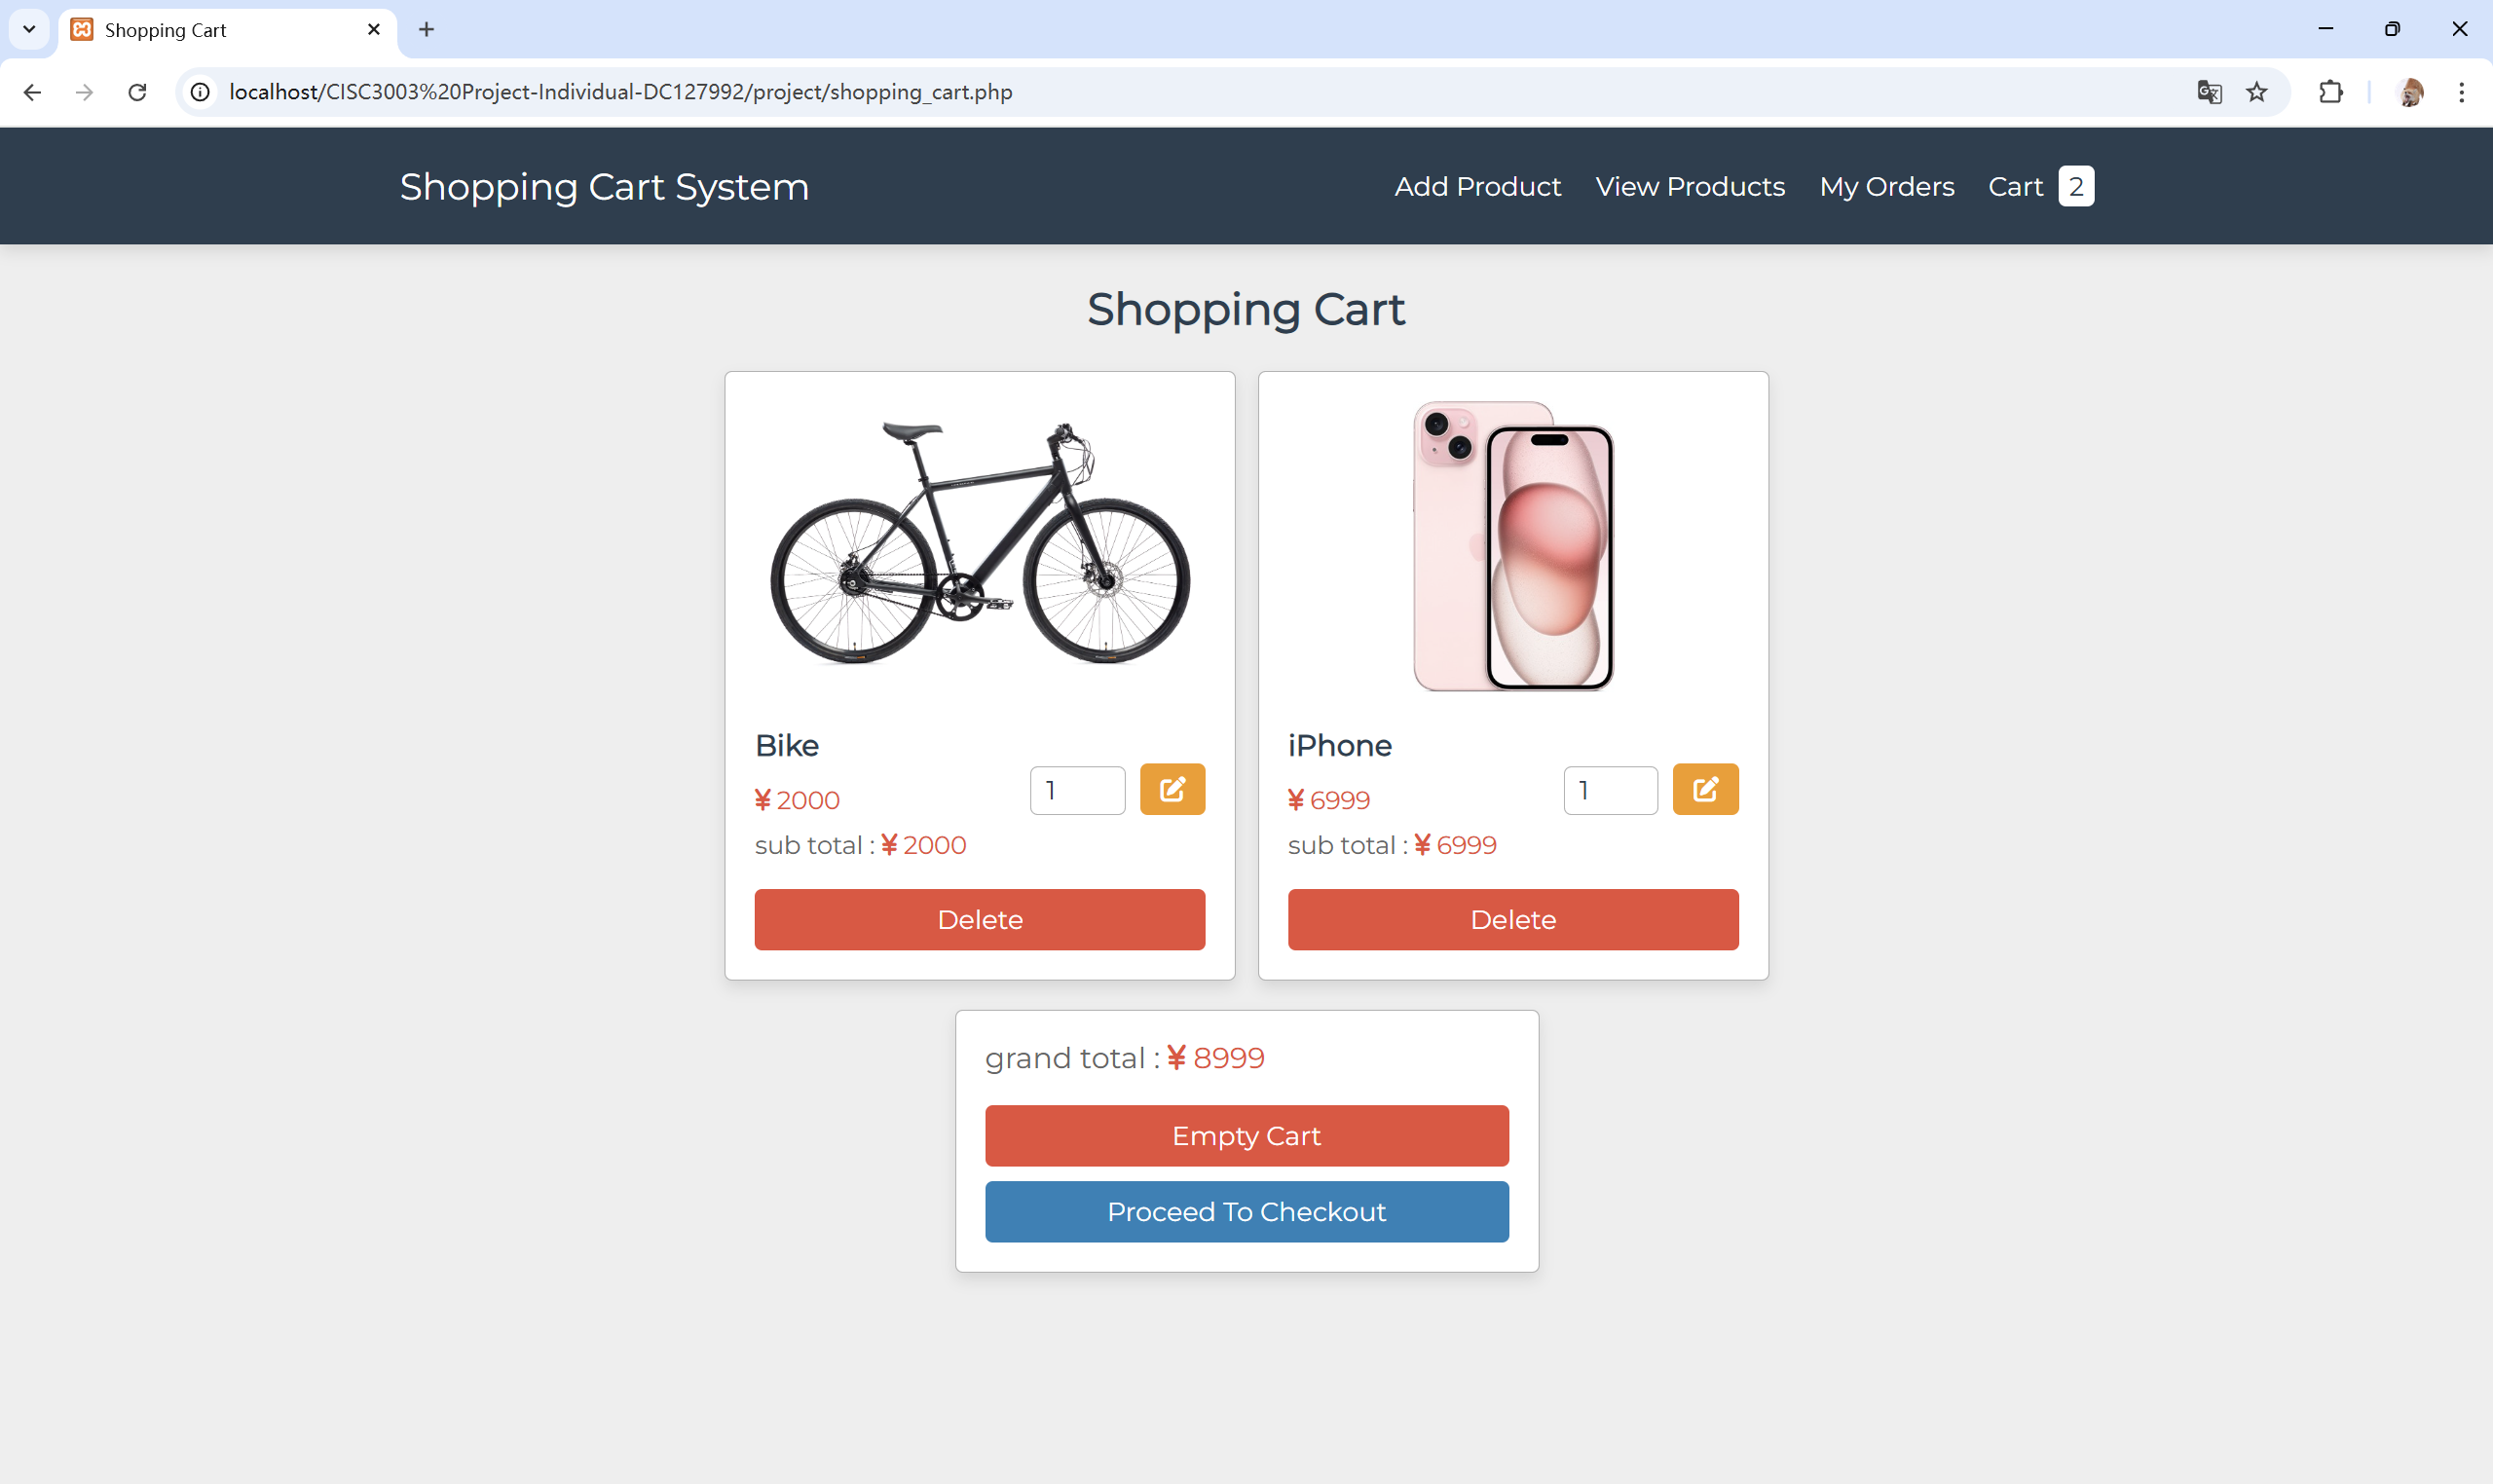 Shopping Cart
localhost/CISC3003%20Project-Individual-DC127992/project/shopping_cart.php
Shopping Cart System
Add Product View Products My Orders Cart 2
Shopping Cart
Bike
¥ 2000
1
sub total : ¥ 2000
Delete
iPhone
¥ 6999
1
sub total : ¥ 6999
Delete
grand total : ¥ 8999
Empty Cart
Proceed To Checkout